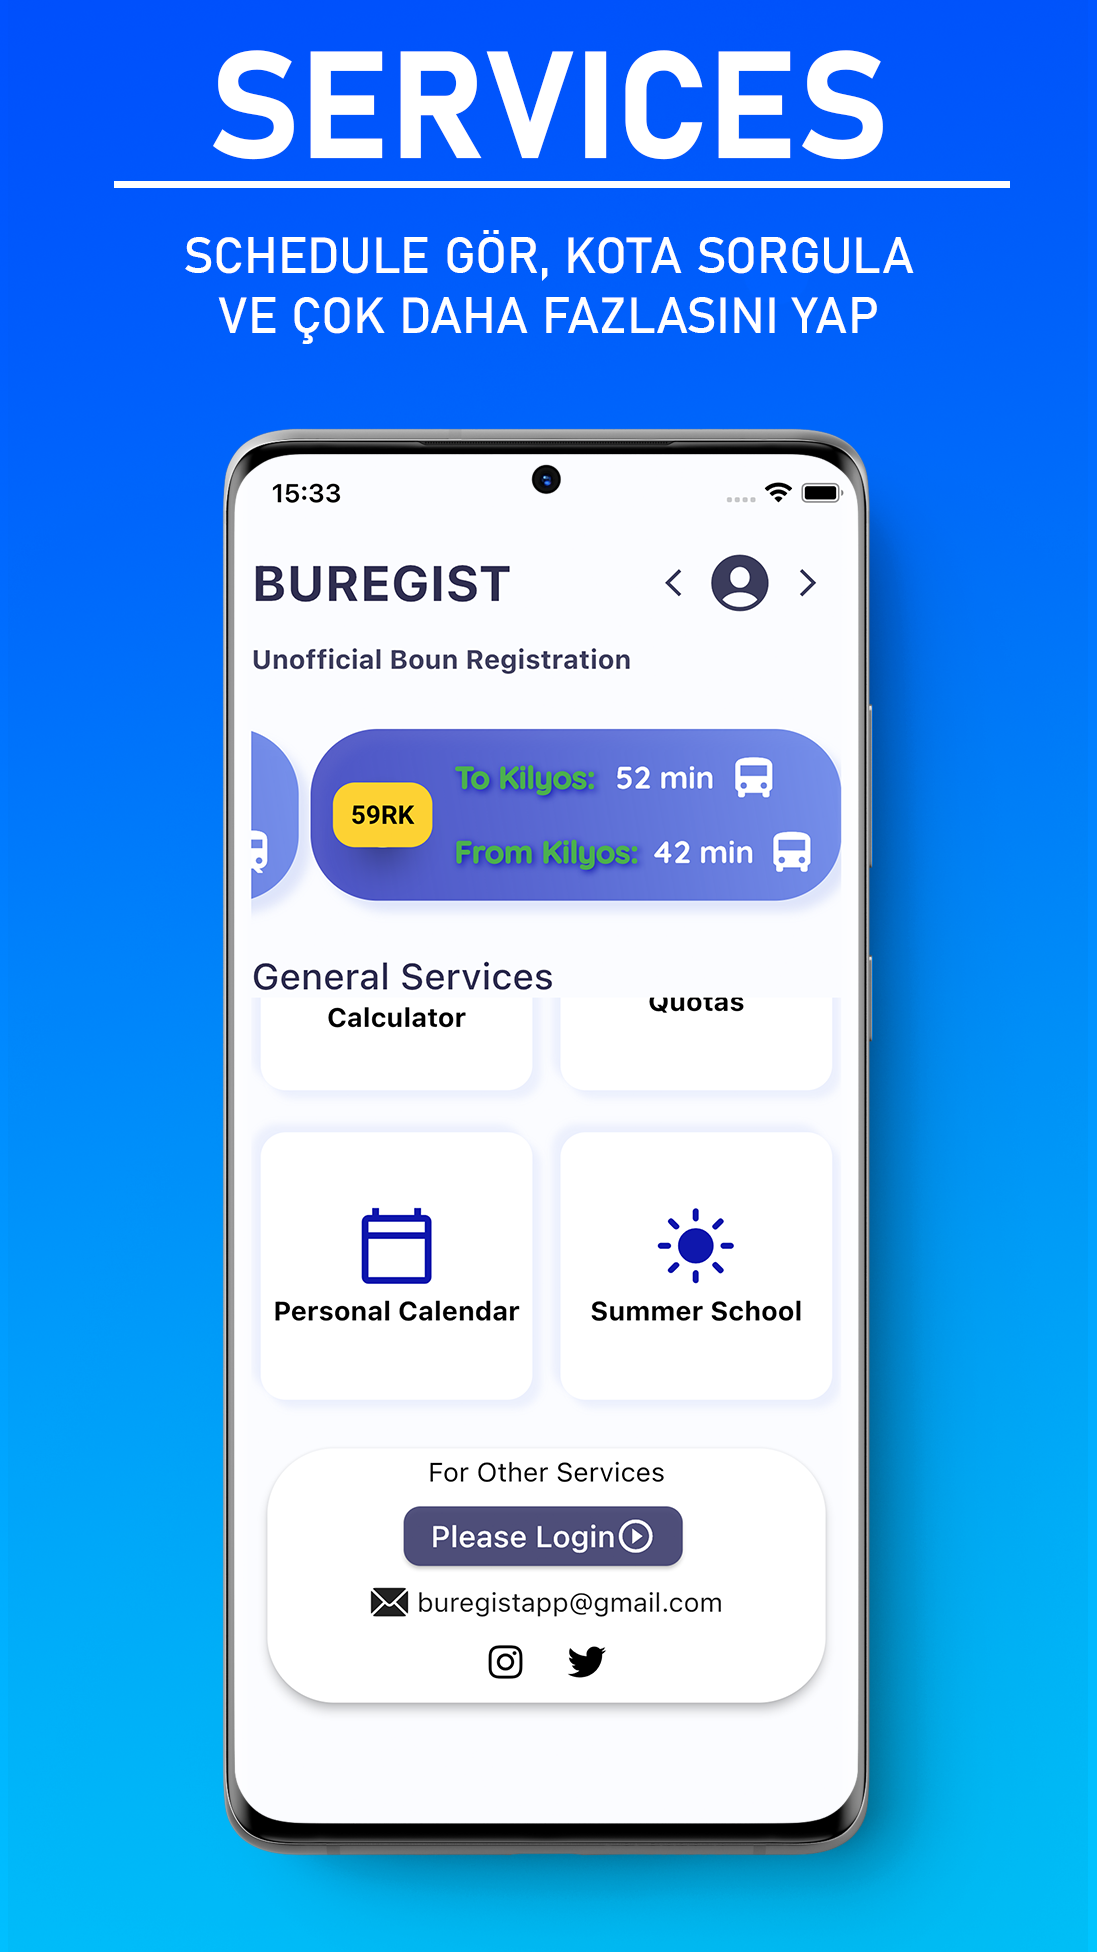 SERVICES
SCHEDULE GÖR, KOTA SORGULA
VE ÇOK DAHA FAZLASINI YAP
15:33
BUREGIST
Unofficial Boun Registration
59RK
To Kilyos: 52 min
From Kilyos: 42 min
General Services
Calculator
Quotas
Personal Calendar
Summer School
For Other Services
Please Login
buregistapp@gmail.com